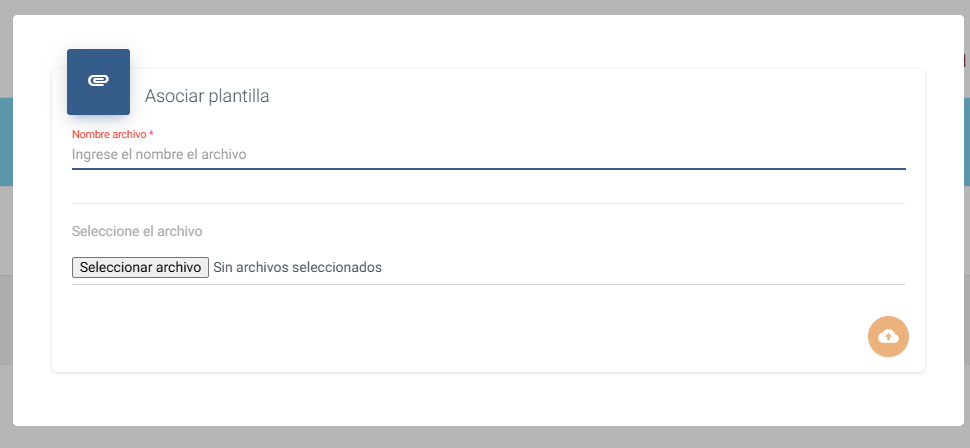 Asociar plantilla
Nombre archivo *
Ingrese el nombre el archivo
Seleccione el archivo
Seleccionar archivo Sin archivos seleccionados